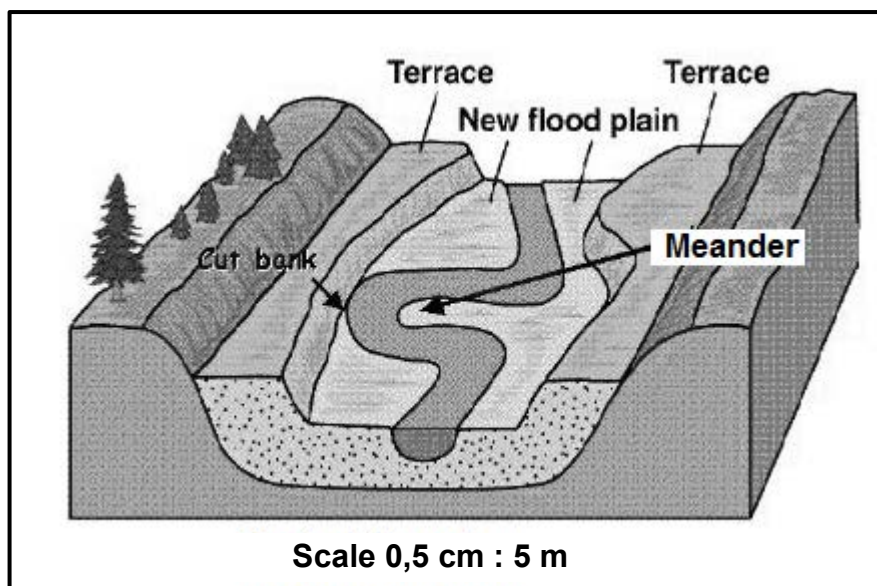 Terrace
Terrace
New flood plain
Meander
Cut bank
Scale 0,5 cm : 5 m